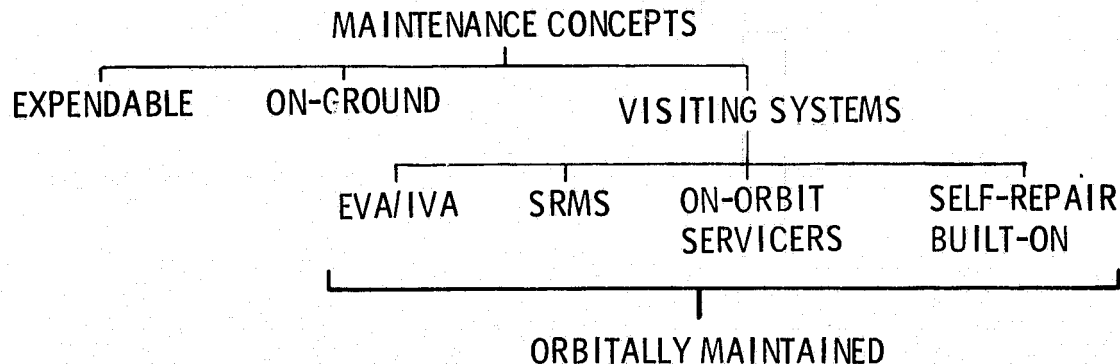 MAINTENANCE CONCEPTS
EXPENDABLE ON-GROUND VISITING SYSTEMS
EVA/IVA SRMS ON-ORBIT SERVICERS SELF-REPAIR BUILT-ON
ORBITALLY MAINTAINED